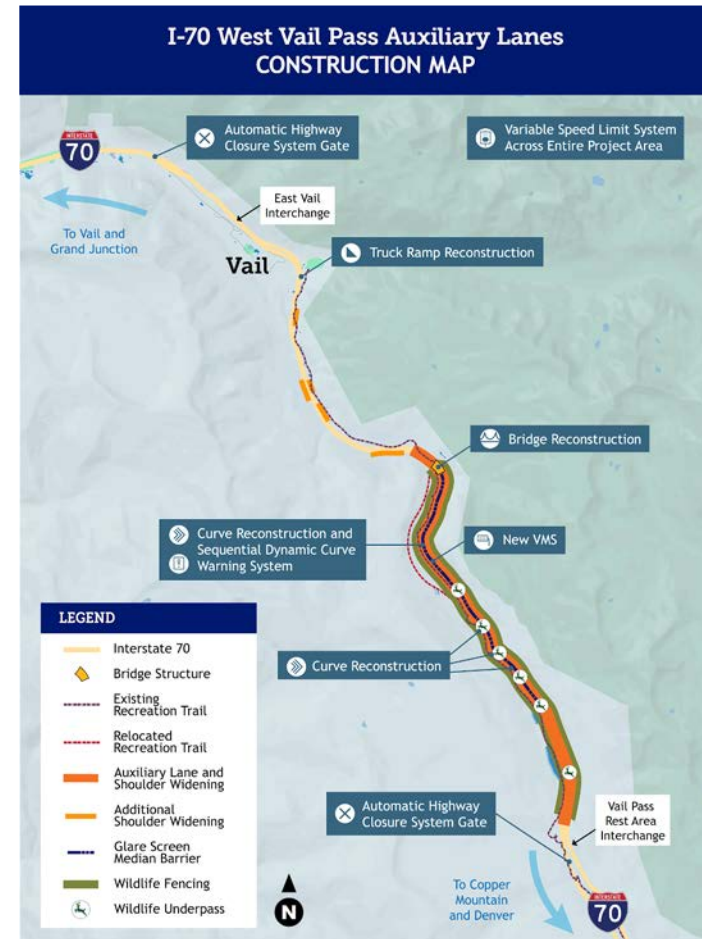 I-70 West Vail Pass Auxiliary Lanes
CONSTRUCTION MAP
INTERSTATE
70
Automatic Highway
Closure System Gate
Variable Speed Limit System
Across Entire Project Area
East Vail
Interchange
To Vail and
Grand Junction
Vail
Truck Ramp Reconstruction
Bridge Reconstruction
Curve Reconstruction and
Sequential Dynamic Curve
Warning System
New VMS
Curve Reconstruction
LEGEND
Interstate 70
Bridge Structure
Existing
Recreation Trail
Relocated
Recreation Trail
Auxiliary Lane and
Shoulder Widening
Additional
Shoulder Widening
Glare Screen
Median Barrier
Wildlife Fencing
Wildlife Underpass
Automatic Highway
Closure System Gate
Vail Pass
Rest Area
Interchange
N
To Copper
Mountain
and Denver
INTERSTATE
70